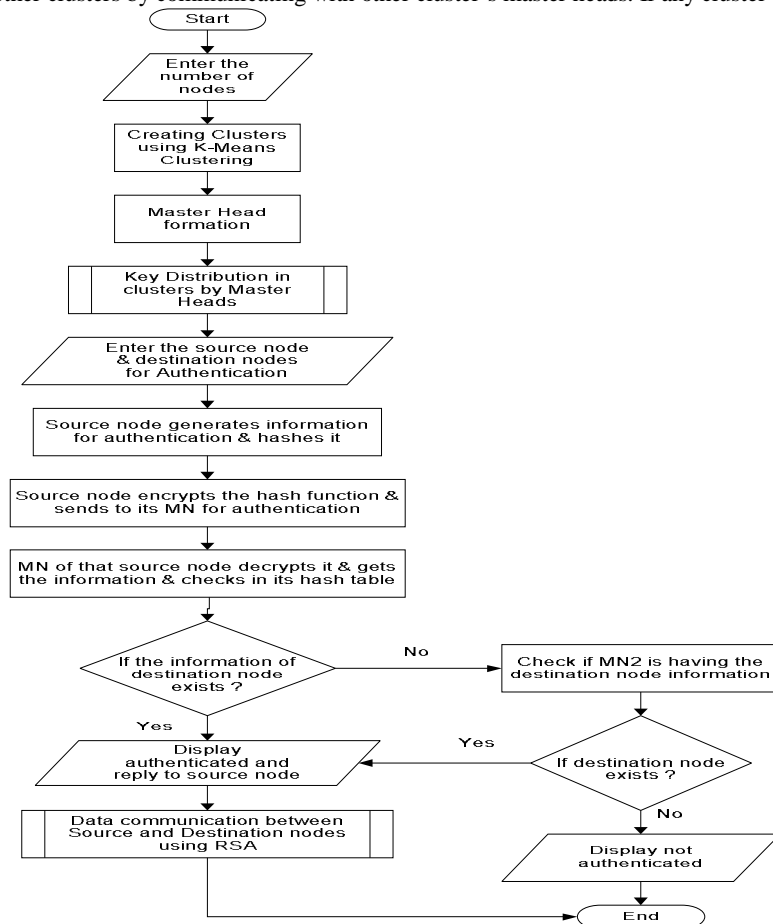 other clusters by communicating with other cluster's master heads. If any cluster
Start
Enter the
number of
nodes
Creating Clusters
using K-Means
Clustering
Master Head
formation
Key Distribution in
clusters by Master
Heads
Enter the source node
& destination nodes
for Authentication
Source node generates information
for authentication & hashes it
Source node encrypts the hash function &
sends to its MN for authentication
MN of that source node decrypts it & gets
the information & checks in its hash table
If the information of
destination node
exists ?
No
Check if MN2 is having the
destination node information
Yes
Display
authenticated and
reply to source node
Yes
If destination node
exists ?
No
Data communication between
Source and Destination nodes
using RSA
Display not
authenticated
End